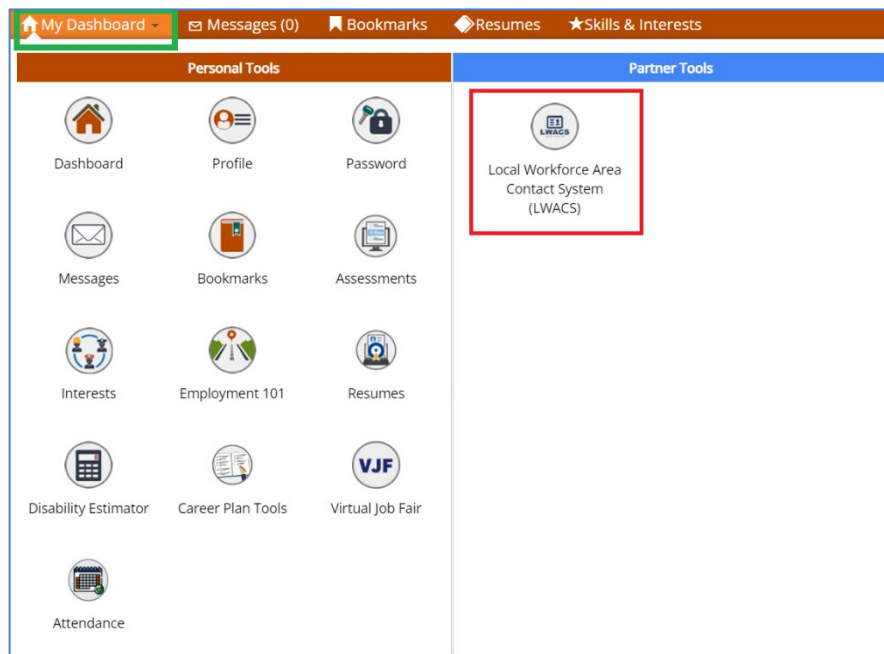 My Dashboard
Messages (0)
Bookmarks
Resumes
Skills & Interests
Personal Tools
Dashboard
Profile
Password
Messages
Bookmarks
Assessments
Interests
Employment 101
Resumes
Disability Estimator
Career Plan Tools
VJF
Virtual Job Fair
Attendance
Partner Tools
LWACS
Local Workforce Area
Contact System
(LWACS)